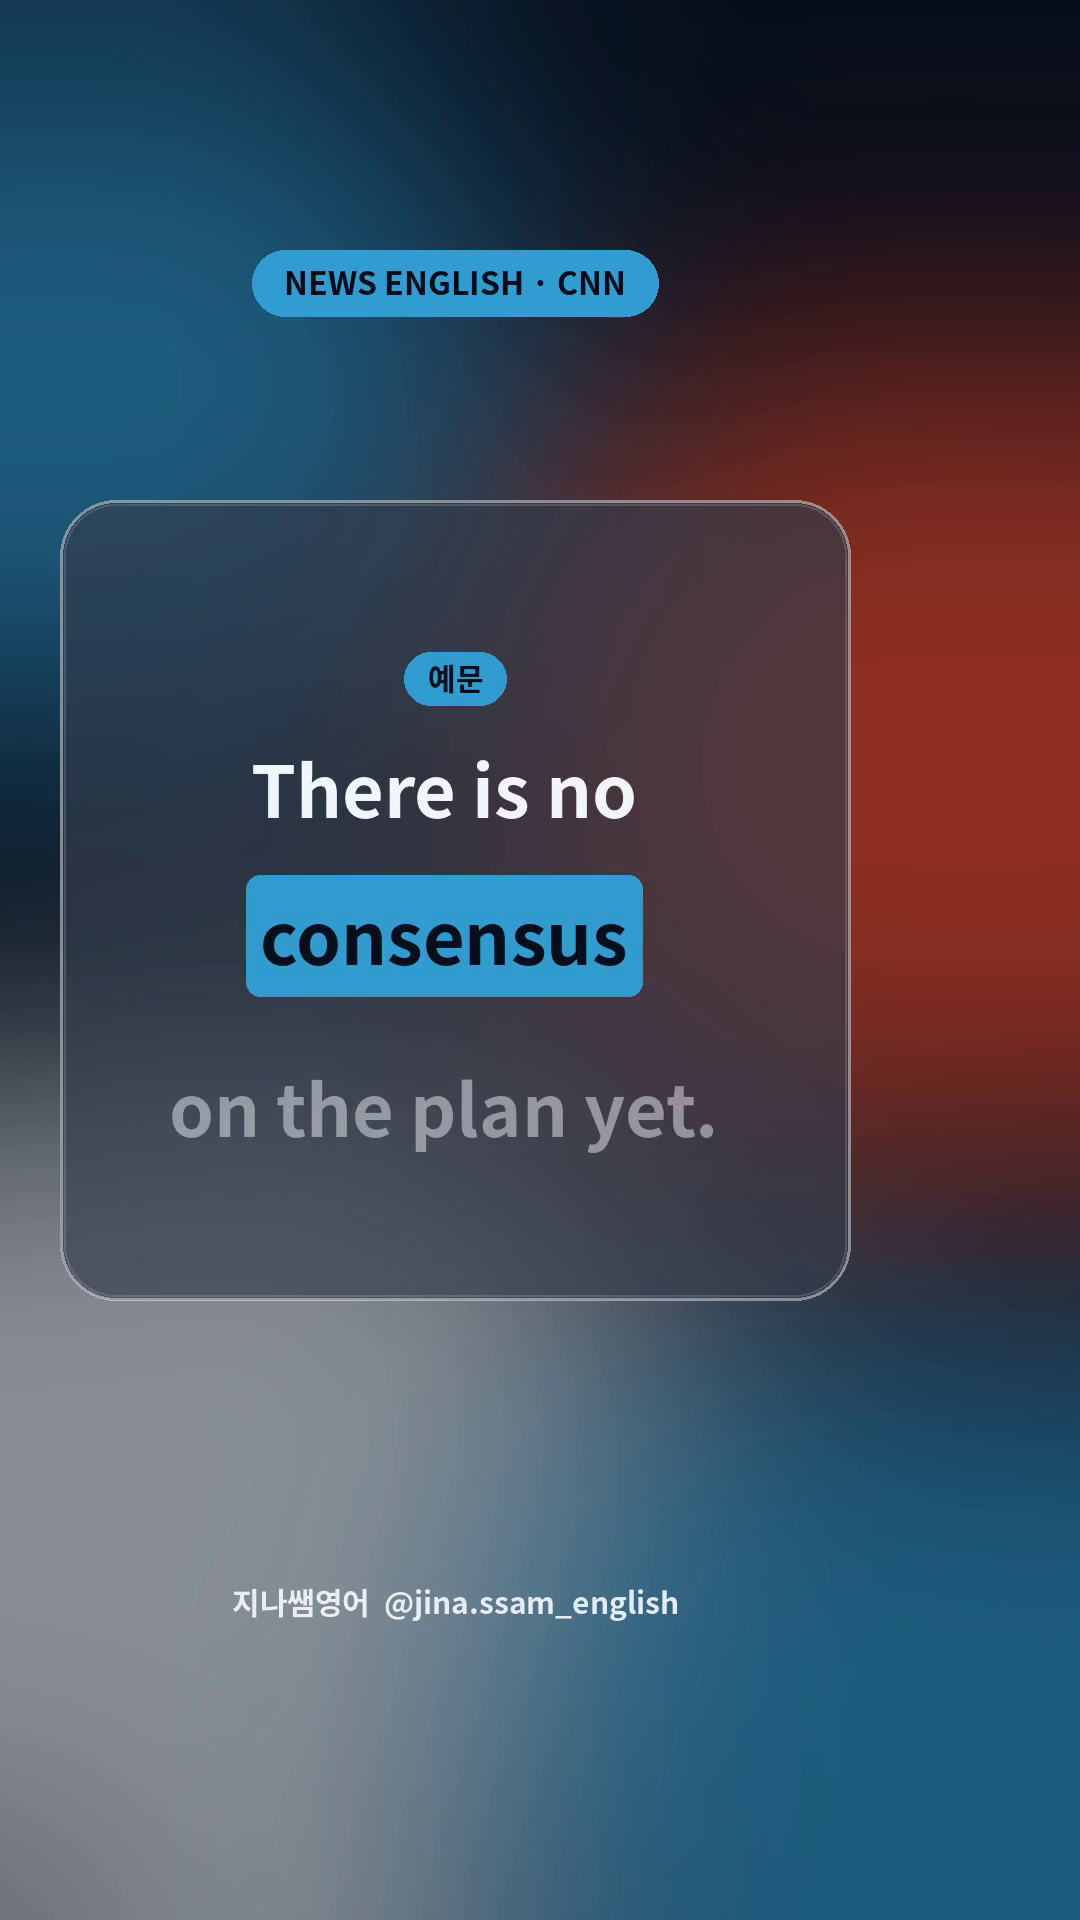 NEWS ENGLISH · CNN
예문
There is no
consensus
on the plan yet.
지나쌤영어 @jina.ssam_english